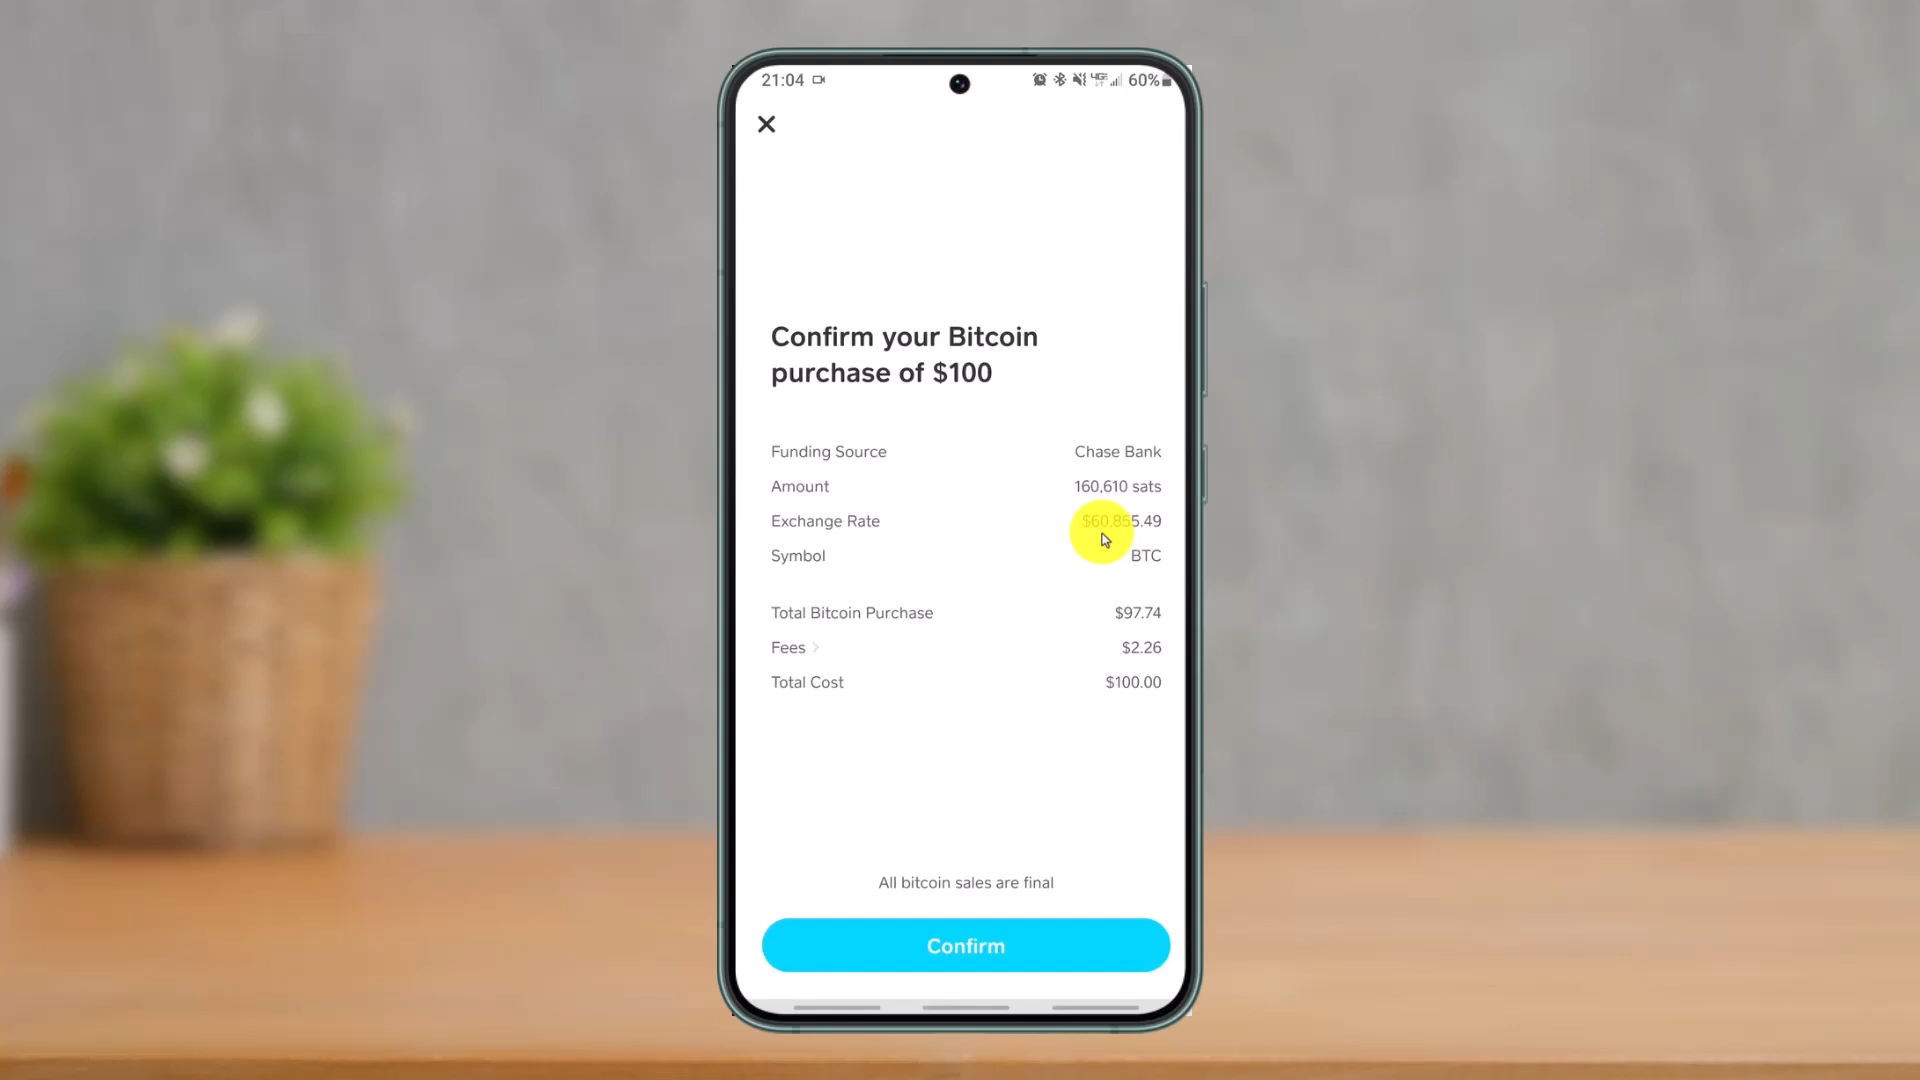 21:04
60%
Confirm your Bitcoin
purchase of $100
Funding Source Chase Bank
Amount 160,610 sats
Exchange Rate $60,855.49
Symbol BTC
Total Bitcoin Purchase $97.74
Fees $2.26
Total Cost $100.00
All bitcoin sales are final
Confirm